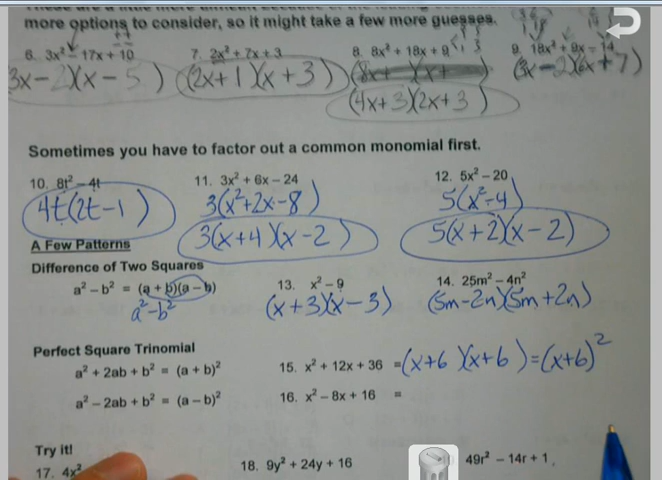 more options to consider, so it might take a few more guesses.
6. 3x² - 17x + 10 7. 2x² + 7x + 3 8. 8x² + 18x + 9 9. 18x² + 9x - 14
(3x-2)(x-5) (2x+1)(x+3) (8x+ )(x+ ) (3x-2)(6x+7)
(4x+3)(2x+3)
Sometimes you have to factor out a common monomial first.
10. 8t² - 4t 11. 3x² + 6x - 24 12. 5x² - 20
4t(2t-1) 3(x²+2x-8) 5(x²-4)
3(x+4)(x-2) 5(x+2)(x-2)
A Few Patterns
Difference of Two Squares
a² - b² = (a + b)(a - b) 13. x² - 9 14. 25m² - 4n²
a²-b² (x+3)(x-3) (5m-2n)(5m+2n)
Perfect Square Trinomial
a² + 2ab + b² = (a + b)² 15. x² + 12x + 36 =(x+6)(x+6)=(x+6)²
a² - 2ab + b² = (a - b)² 16. x² - 8x + 16 =
Try it!
17. 4x² 18. 9y² + 24y + 16 49r² - 14r + 1